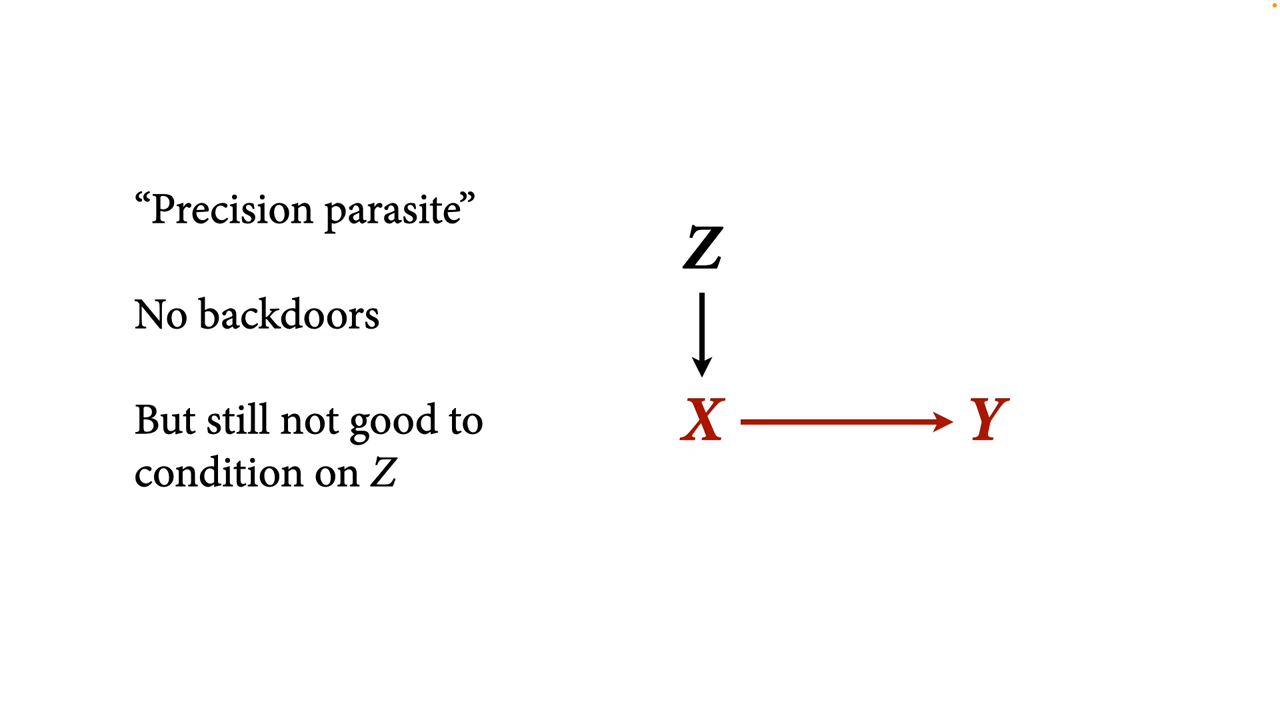 “Precision parasite”
No backdoors
But still not good to
condition on Z
Z
X
Y